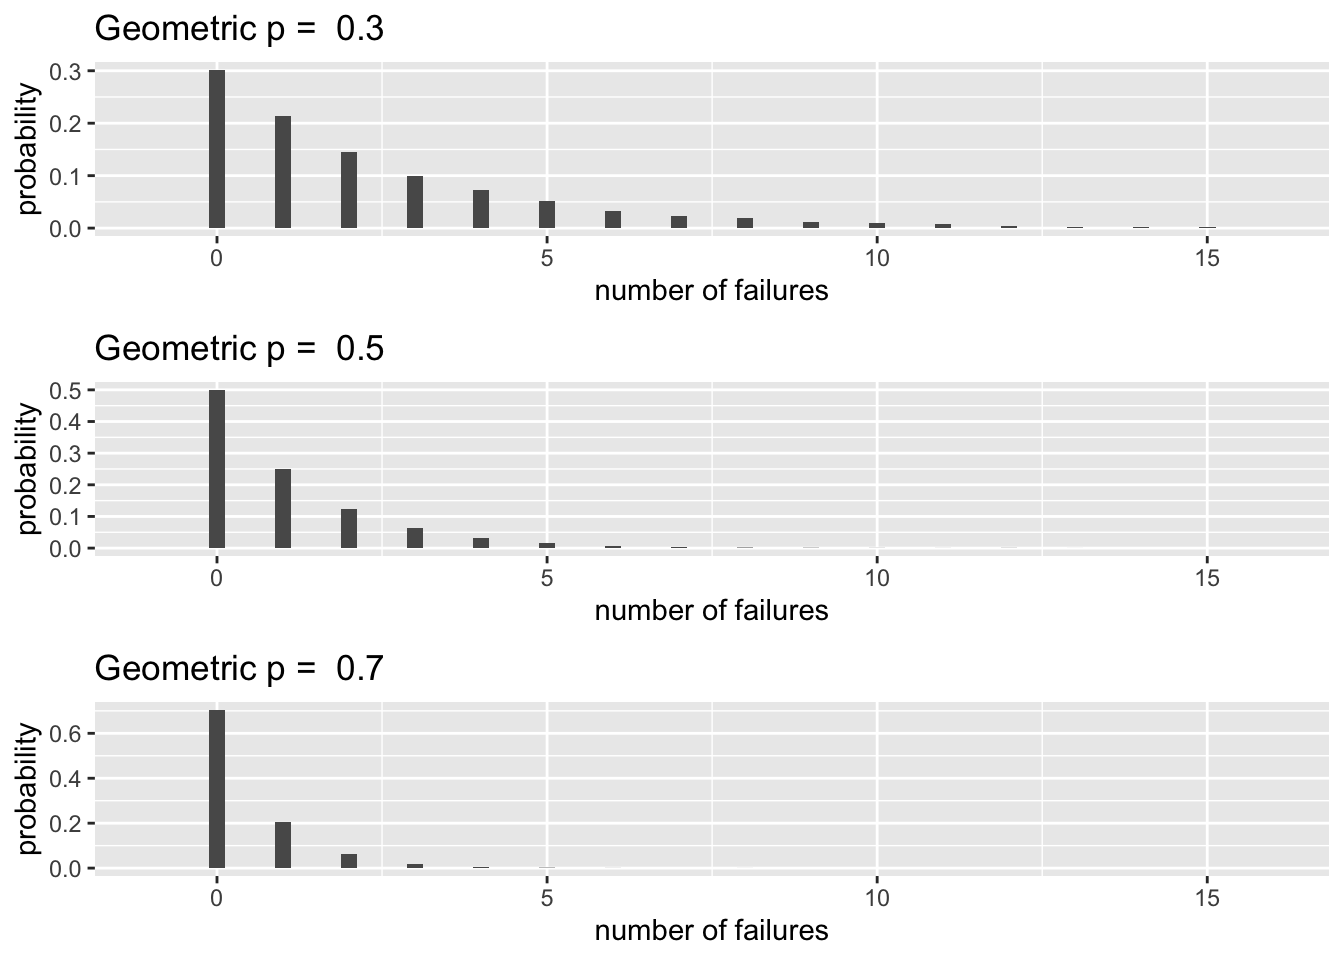 Geometric p =  0.3
probability
0.3
0.2
0.1
0.0
0 5 10 15
number of failures
Geometric p =  0.5
probability
0.5
0.4
0.3
0.2
0.1
0.0
0 5 10 15
number of failures
Geometric p =  0.7
probability
0.6
0.4
0.2
0.0
0 5 10 15
number of failures